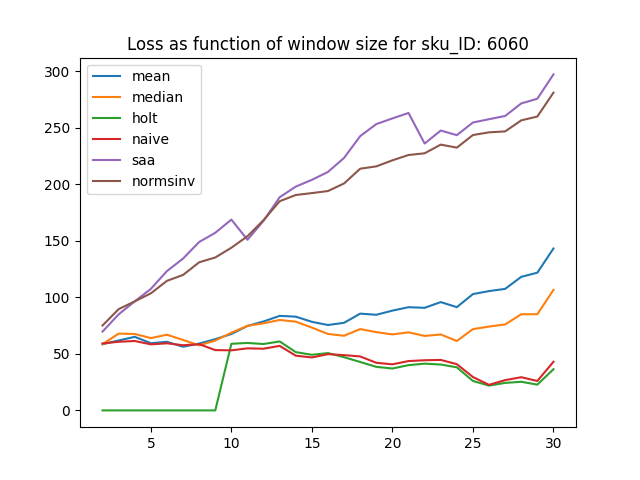 Loss as function of window size for sku_ID: 6060
mean
median
holt
naive
saa
normsinv
300
250
200
150
100
50
0
5 10 15 20 25 30